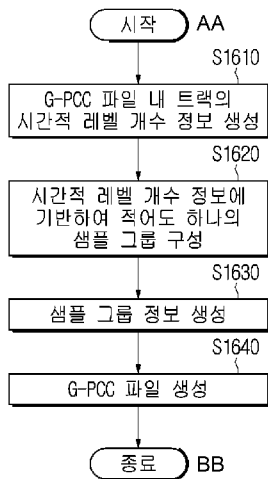 시작 AA
S1610
G-PCC 파일 내 트랙의
시간적 레벨 개수 정보 생성
S1620
시간적 레벨 개수 정보에
기반하여 적어도 하나의
샘플 그룹 구성
S1630
샘플 그룹 정보 생성
S1640
G-PCC 파일 생성
종료 BB